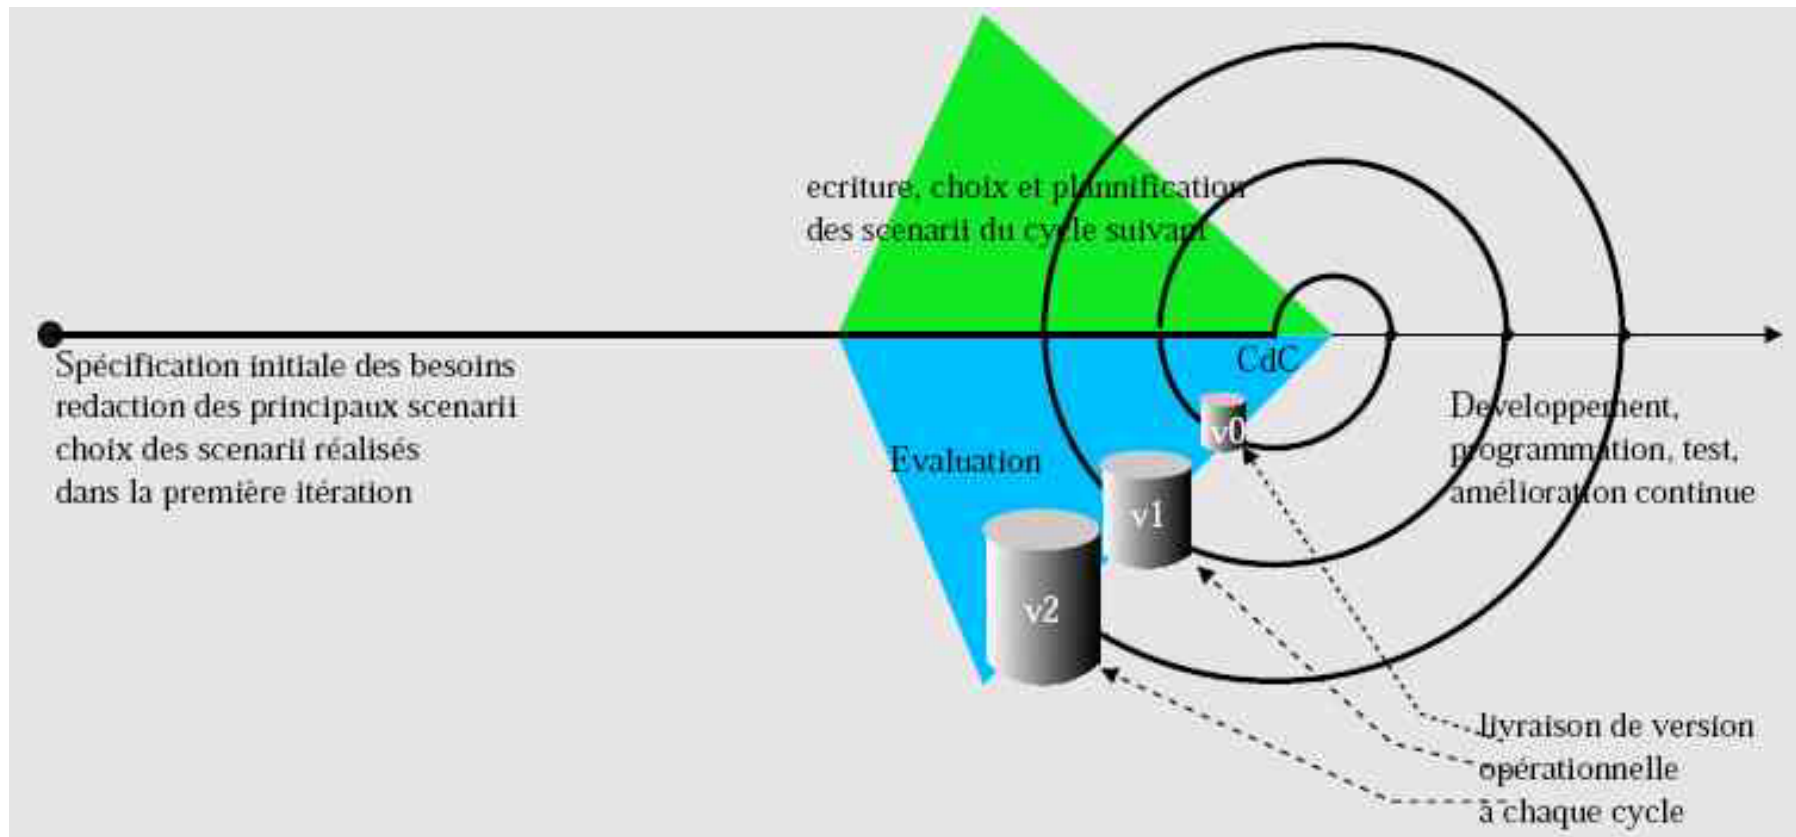 ecriture, choix et plannification
des scenarii du cycle suivant
Spécification initiale des besoins
redaction des principaux scenarii
choix des scenarii réalisés
dans la première itération
CdC
v0
Evaluation
v1
v2
Developpement,
programmation, test,
amélioration continue
livraison de version
opérationnelle
à chaque cycle